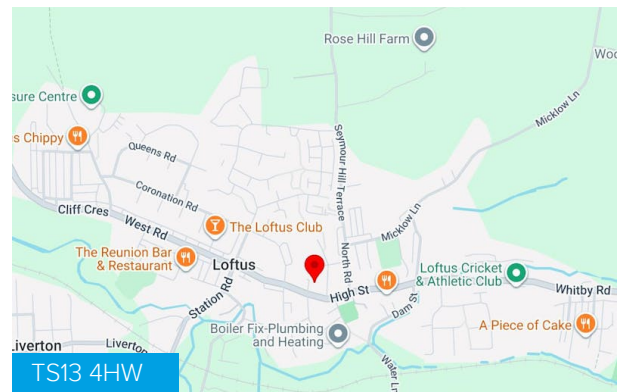 Rose Hill Farm
Woo
sure Centre
s Chippy
Micklow Ln
Queens Rd
Seymour Hill Terrace
Coronation Rd
Cliff Cres
West Rd
The Loftus Club
Micklow Ln
North Rd
The Reunion Bar
& Restaurant
Loftus
Loftus Cricket
& Athletic Club
High St
Whitby Rd
Station Rd
Dam St
Boiler Fix-Plumbing
and Heating
A Piece of Cake
Liverton
Liverton
Water Ln
TS13 4HW